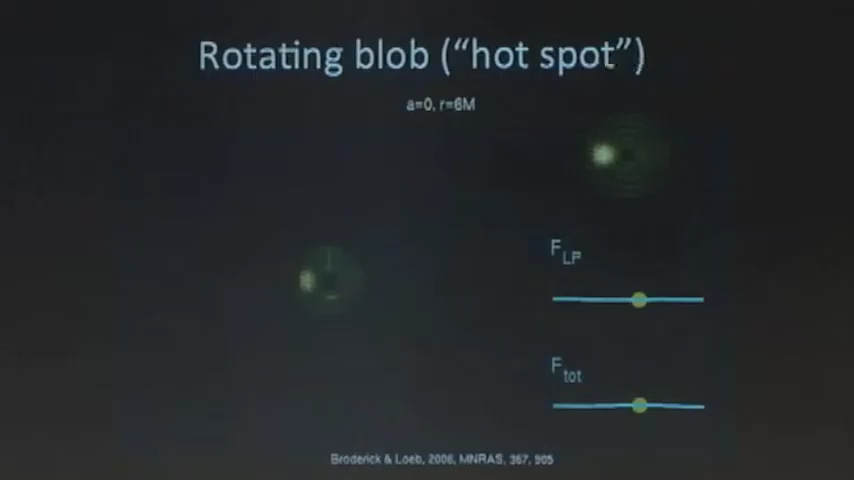 Rotating blob (“hot spot”)
a=0, r=6M
F_LP
F_tot
Broderick & Loeb, 2006, MNRAS, 367, 905